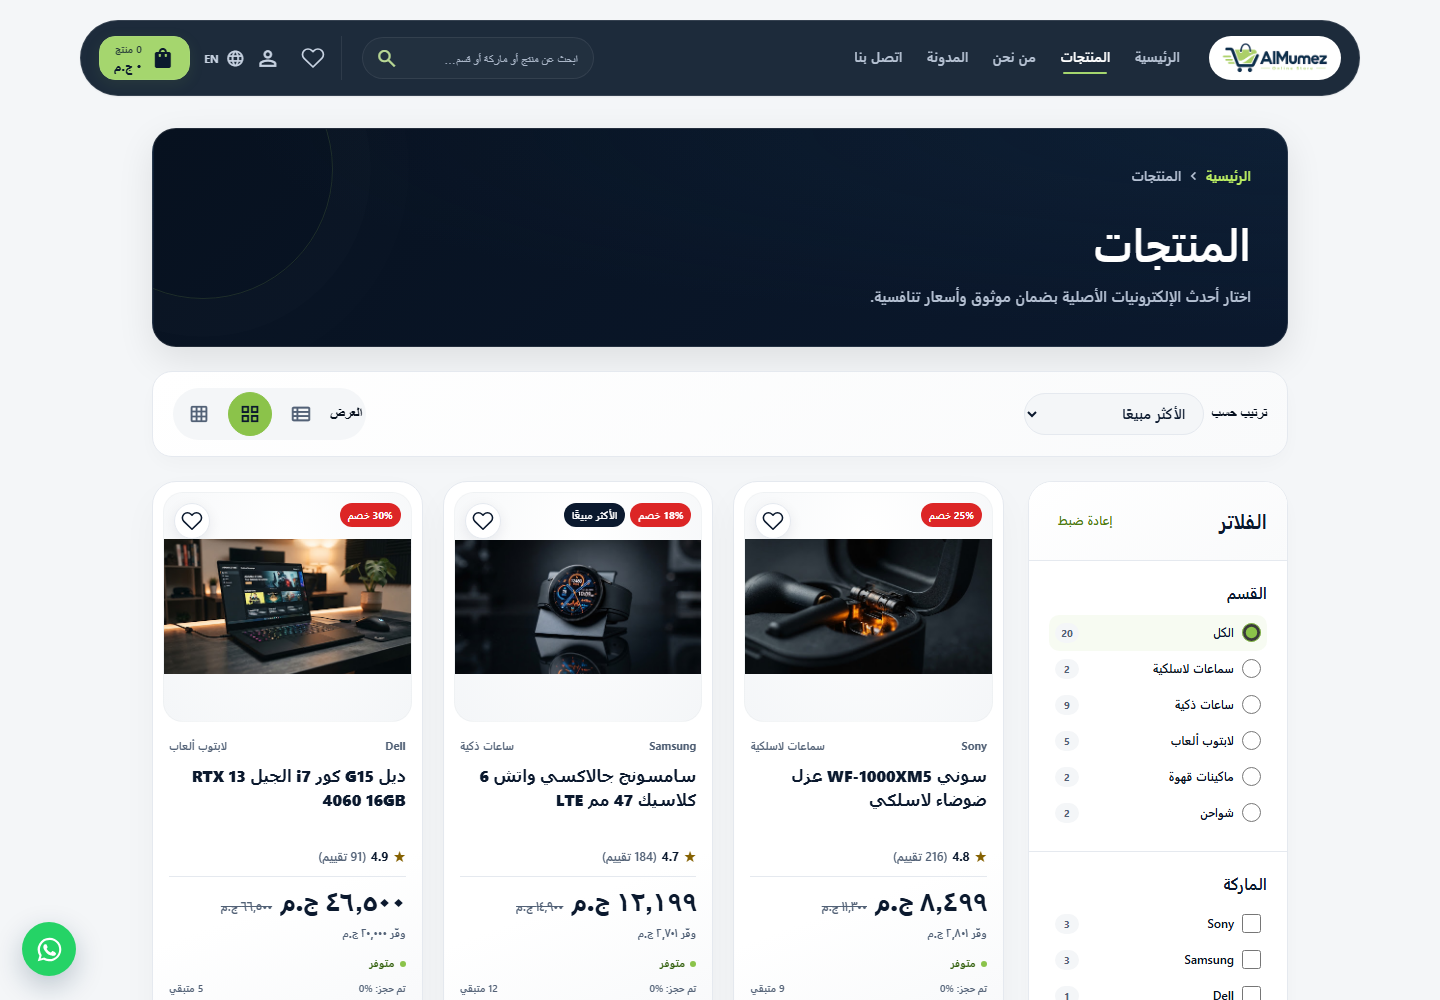 AlMumez
الرئيسية
المنتجات
من نحن
المدونة
اتصل بنا
ابحث عن منتج أو ماركة أو قسم...
EN
0 منتج
٠ ج.م
الرئيسية › المنتجات
المنتجات
اختار أحدث الإلكترونيات الأصلية بضمان موثوق وأسعار تنافسية.
ترتيب حسب
الأكثر مبيعًا
العرض
الفلاتر
إعادة ضبط
القسم
الكل 20
سماعات لاسلكية 2
ساعات ذكية 9
لابتوب ألعاب 5
ماكينات قهوة 2
شواحن 2
الماركة
Sony 3
Samsung 3
Dell 1
25% خصم
Sony
سماعات لاسلكية
سوني WF-1000XM5 عزل
ضوضاء لاسلكي
★ 4.8 (216 تقييم)
٨,٤٩٩ ج.م ١١,٣٠٠ ج.م
وفّر ٢,٨٠١ ج.م
متوفر
تم حجز: 0%
9 متبقي
18% خصم
الأكثر مبيعًا
Samsung
ساعات ذكية
سامسونج جالاكسي واتش 6
كلاسيك 47 مم LTE
★ 4.7 (184 تقييم)
١٢,١٩٩ ج.م ١٤,٩٠٠ ج.م
وفّر ٢,٧٠١ ج.م
متوفر
تم حجز: 0%
12 متبقي
30% خصم
Dell
لابتوب ألعاب
ديل G15 كور i7 الجيل 13 RTX
4060 16GB
★ 4.9 (91 تقييم)
٤٦,٥٠٠ ج.م ٦٦,٥٠٠ ج.م
وفّر ٢٠,٠٠٠ ج.م
متوفر
تم حجز: 0%
5 متبقي